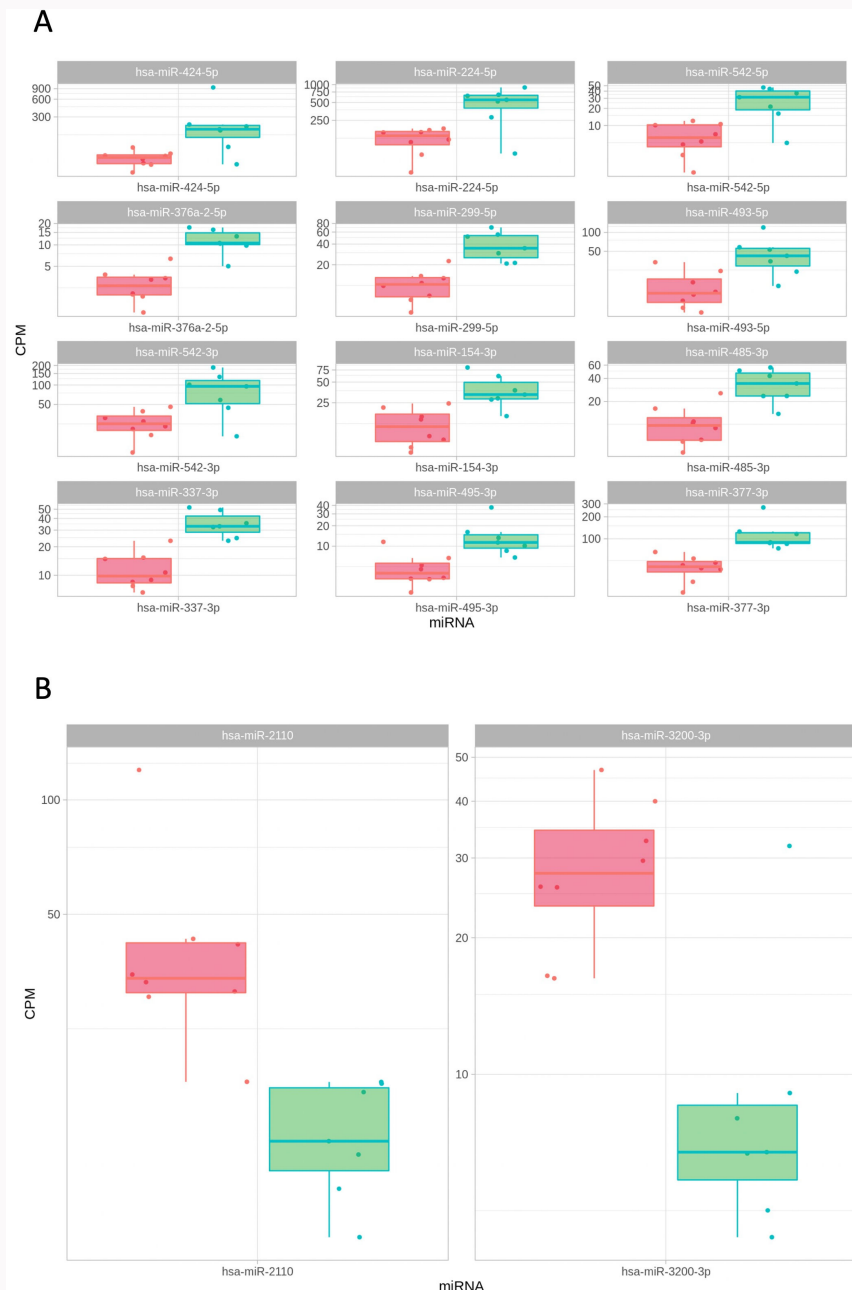 A
hsa-miR-424-5p
hsa-miR-224-5p
hsa-miR-542-5p
900
600
300
1000
750
500
250
50
40
30
20
10
hsa-miR-424-5p
hsa-miR-224-5p
hsa-miR-542-5p
hsa-miR-376a-2-5p
hsa-miR-299-5p
hsa-miR-493-5p
20
15
10
5
80
60
40
20
100
50
hsa-miR-376a-2-5p
hsa-miR-299-5p
hsa-miR-493-5p
CPM
hsa-miR-542-3p
hsa-miR-154-3p
hsa-miR-485-3p
200
150
100
50
75
50
25
60
40
20
hsa-miR-542-3p
hsa-miR-154-3p
hsa-miR-485-3p
hsa-miR-337-3p
hsa-miR-495-3p
hsa-miR-377-3p
50
40
30
20
10
40
30
20
10
300
200
100
hsa-miR-337-3p
hsa-miR-495-3p
hsa-miR-377-3p
miRNA
B
hsa-miR-2110
hsa-miR-3200-3p
100
50
50
40
30
20
10
CPM
hsa-miR-2110
hsa-miR-3200-3p
miRNA